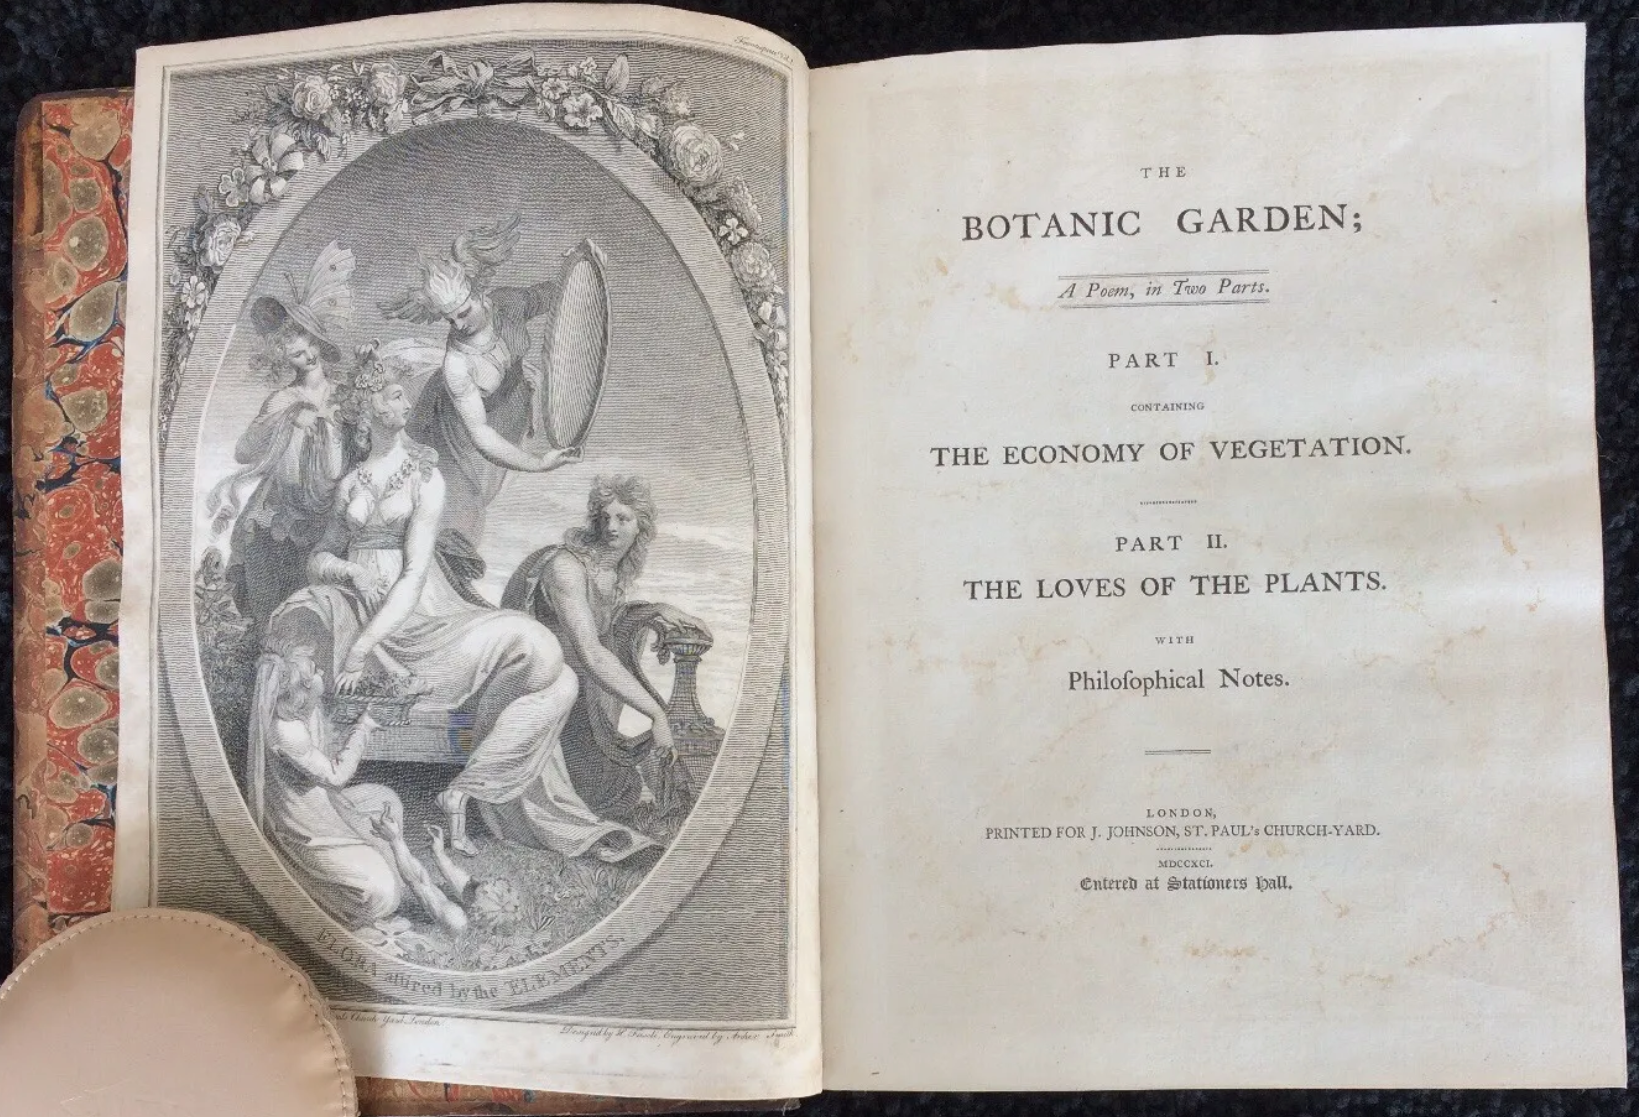 Frontispiece Vol. 1.
FLORA attired by the ELEMENTS.
Church Yard London
Designed by H. Fuseli. Engraved by Anker Smith
THE
BOTANIC GARDEN;
A Poem, in Two Parts.
PART I.
CONTAINING
THE ECONOMY OF VEGETATION.
PART II.
THE LOVES OF THE PLANTS.
WITH
Philoſophical Notes.
LONDON,
PRINTED FOR J. JOHNSON, ST. PAUL's CHURCH-YARD.
MDCCXCI.
Entered at Stationers Hall.